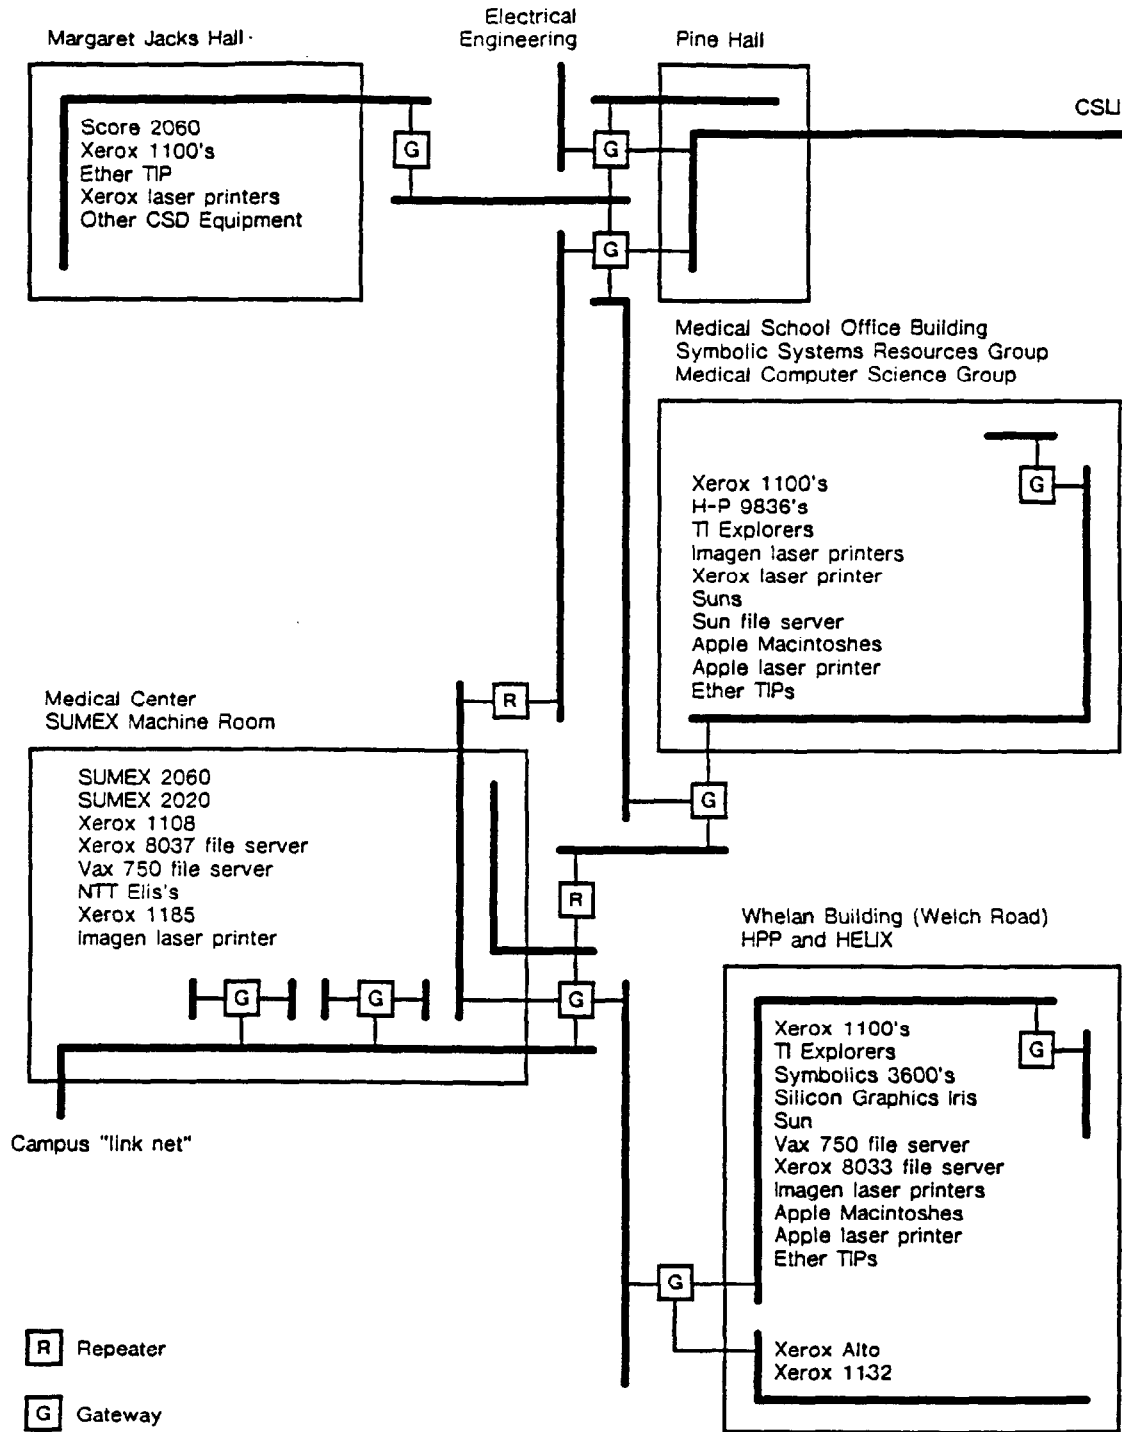 Electrical
Engineering
Margaret Jacks Hall
Pine Hall
CSLI
Score 2060
Xerox 1100's
Ether TIP
Xerox laser printers
Other CSD Equipment
G
G
G
Medical School Office Building
Symbolic Systems Resources Group
Medical Computer Science Group
G
Xerox 1100's
H-P 9836's
TI Explorers
Imagen laser printers
Xerox laser printer
Suns
Sun file server
Apple Macintoshes
Apple laser printer
Ether TIPs
R
Medical Center
SUMEX Machine Room
SUMEX 2060
SUMEX 2020
Xerox 1108
Xerox 8037 file server
Vax 750 file server
NTT Elis's
Xerox 1185
Imagen laser printer
G
R
G
G
G
Campus "link net"
Whelan Building (Welch Road)
HPP and HELIX
Xerox 1100's
TI Explorers
Symbolics 3600's
Silicon Graphics Iris
Sun
Vax 750 file server
Xerox 8033 file server
Imagen laser printers
Apple Macintoshes
Apple laser printer
Ether TIPs
G
G
Xerox Alto
Xerox 1132
R Repeater
G Gateway